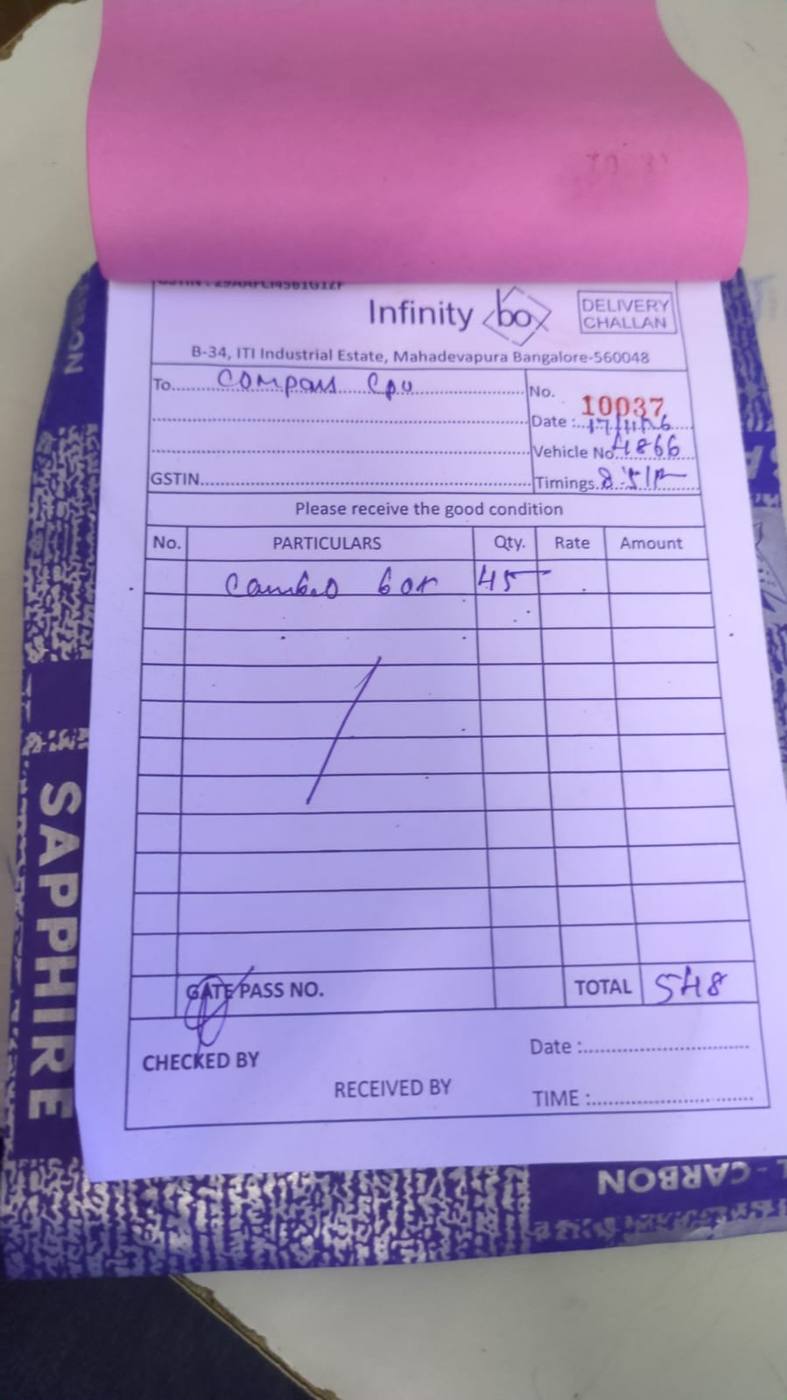 Infinity box
DELIVERY
CHALLAN
B-34, ITI Industrial Estate, Mahadevapura Bangalore-560048
To. Compass
No. 10037
Date :
Vehicle No 4866
GSTIN
Timings.
Please receive the good condition
No. PARTICULARS Qty. Rate Amount
box 45
GATE PASS NO. TOTAL 548
CHECKED BY
RECEIVED BY
Date :
TIME :
SAPPHIRE
CARBON